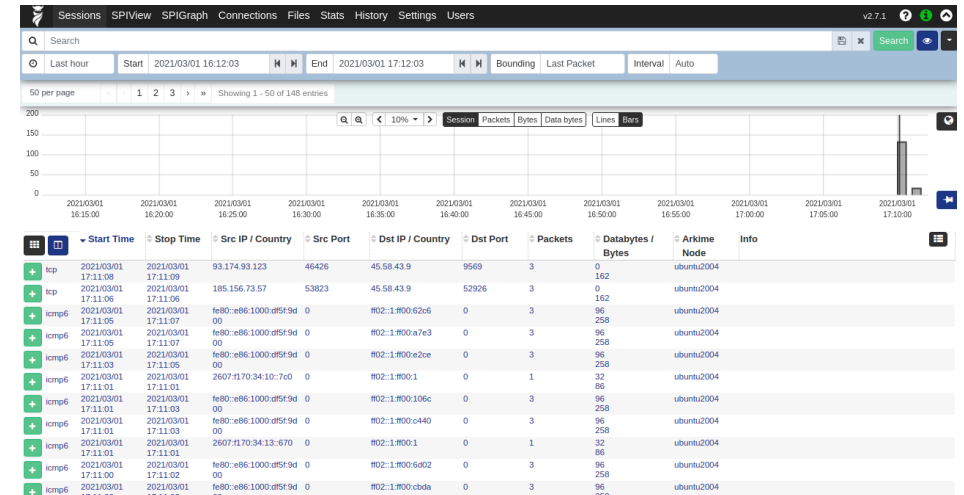 Sessions SPIView SPIGraph Connections Files Stats History Settings Users v2.7.1
Search Search
Last hour Start 2021/03/01 16:12:03 End 2021/03/01 17:12:03 Bounding Last Packet Interval Auto
50 per page « ‹ 1 2 3 › » Showing 1 - 50 of 148 entries
200 10% Session Packets Bytes Data bytes Lines Bars
150
100
50
0
2021/03/01 2021/03/01 2021/03/01 2021/03/01 2021/03/01 2021/03/01 2021/03/01 2021/03/01 2021/03/01 2021/03/01 2021/03/01 2021/03/01
16:15:00 16:20:00 16:25:00 16:30:00 16:35:00 16:40:00 16:45:00 16:50:00 16:55:00 17:00:00 17:05:00 17:10:00
Start Time Stop Time Src IP / Country Src Port Dst IP / Country Dst Port Packets Databytes / Arkime Info
Bytes Node
tcp 2021/03/01 2021/03/01 93.174.93.123 46426 45.58.43.9 9569 3 0 ubuntu2004
17:11:08 17:11:09 162
tcp 2021/03/01 2021/03/01 185.156.73.57 53823 45.58.43.9 52926 3 0 ubuntu2004
17:11:06 17:11:06 162
icmp6 2021/03/01 2021/03/01 fe80::e86:1000:df5f:9d 0 ff02::1:ff00:62c6 0 3 96 ubuntu2004
17:11:05 17:11:07 00 258
icmp6 2021/03/01 2021/03/01 fe80::e86:1000:df5f:9d 0 ff02::1:ff00:a7e3 0 3 96 ubuntu2004
17:11:05 17:11:07 00 258
icmp6 2021/03/01 2021/03/01 fe80::e86:1000:df5f:9d 0 ff02::1:ff00:e2ce 0 3 96 ubuntu2004
17:11:03 17:11:05 00 258
icmp6 2021/03/01 2021/03/01 2607:f170:34:10::7c0 0 ff02::1:ff00:1 0 1 32 ubuntu2004
17:11:01 17:11:01 86
icmp6 2021/03/01 2021/03/01 fe80::e86:1000:df5f:9d 0 ff02::1:ff00:106c 0 3 96 ubuntu2004
17:11:01 17:11:03 00 258
icmp6 2021/03/01 2021/03/01 fe80::e86:1000:df5f:9d 0 ff02::1:ff00:c440 0 3 96 ubuntu2004
17:11:01 17:11:03 00 258
icmp6 2021/03/01 2021/03/01 2607:f170:34:13::670 0 ff02::1:ff00:1 0 1 32 ubuntu2004
17:11:01 17:11:01 86
icmp6 2021/03/01 2021/03/01 fe80::e86:1000:df5f:9d 0 ff02::1:ff00:6d02 0 3 96 ubuntu2004
17:11:00 17:11:02 00 258
icmp6 2021/03/01 2021/03/01 fe80::e86:1000:df5f:9d 0 ff02::1:ff00:cbda 0 3 96 ubuntu2004